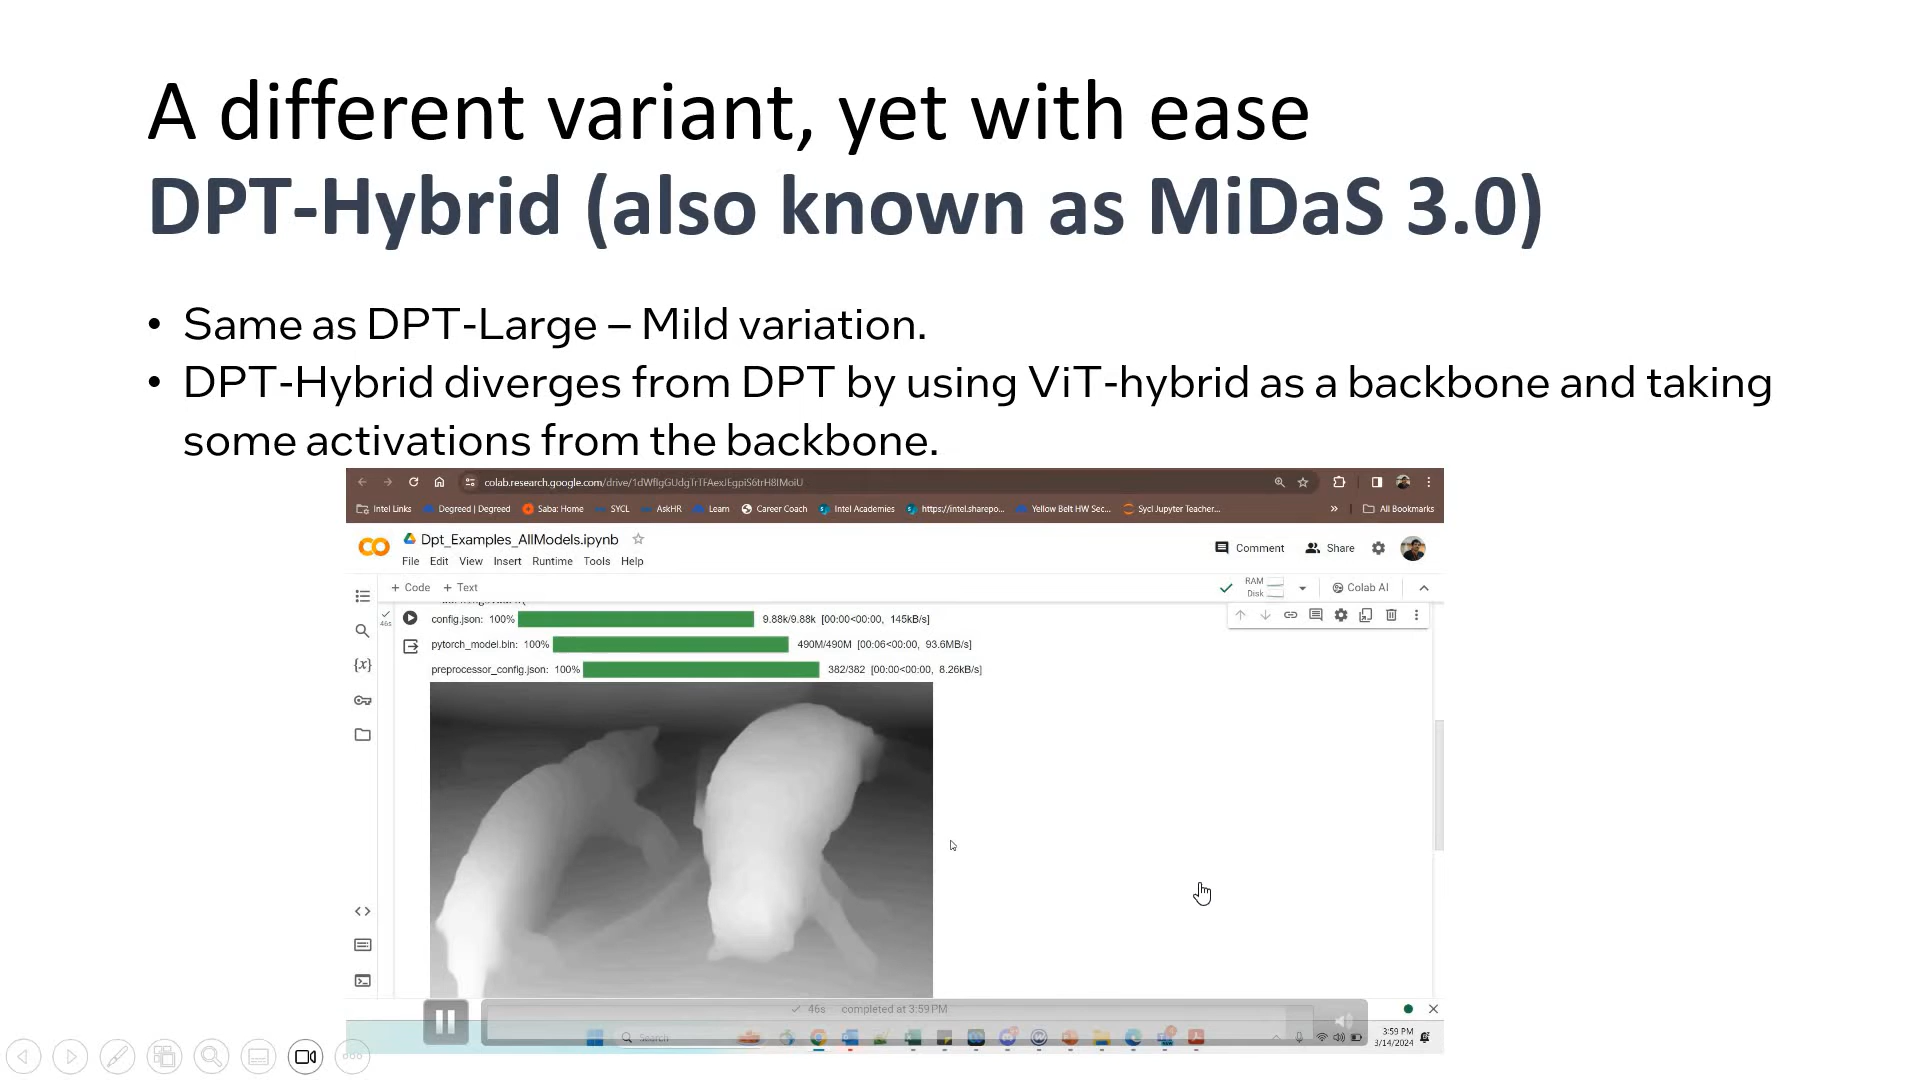 A different variant, yet with ease
DPT-Hybrid (also known as MiDaS 3.0)
• Same as DPT-Large – Mild variation.
• DPT-Hybrid diverges from DPT by using ViT-hybrid as a backbone and taking
some activations from the backbone.
colab.research.google.com/drive/1dWflgGUdgTrTFAexJEgpiS6trH8IMoiU
Intel Links Degreed | Degreed Saba: Home SYCL AskHR Learn Career Coach Intel Academies https://intel.sharepo... Yellow Belt HW Sec... Sycl Jupyter Teacher... » All Bookmarks
Dpt_Examples_AllModels.ipynb
Comment Share
File Edit View Insert Runtime Tools Help
+ Code + Text RAM Disk Colab AI
46s
config.json: 100% 9.88k/9.88k [00:00<00:00, 145kB/s]
pytorch_model.bin: 100% 490M/490M [00:06<00:00, 93.6MB/s]
preprocessor_config.json: 100% 382/382 [00:00<00:00, 8.26kB/s]
{x}
46s completed at 3:59 PM
Search
3:59 PM
3/14/2024